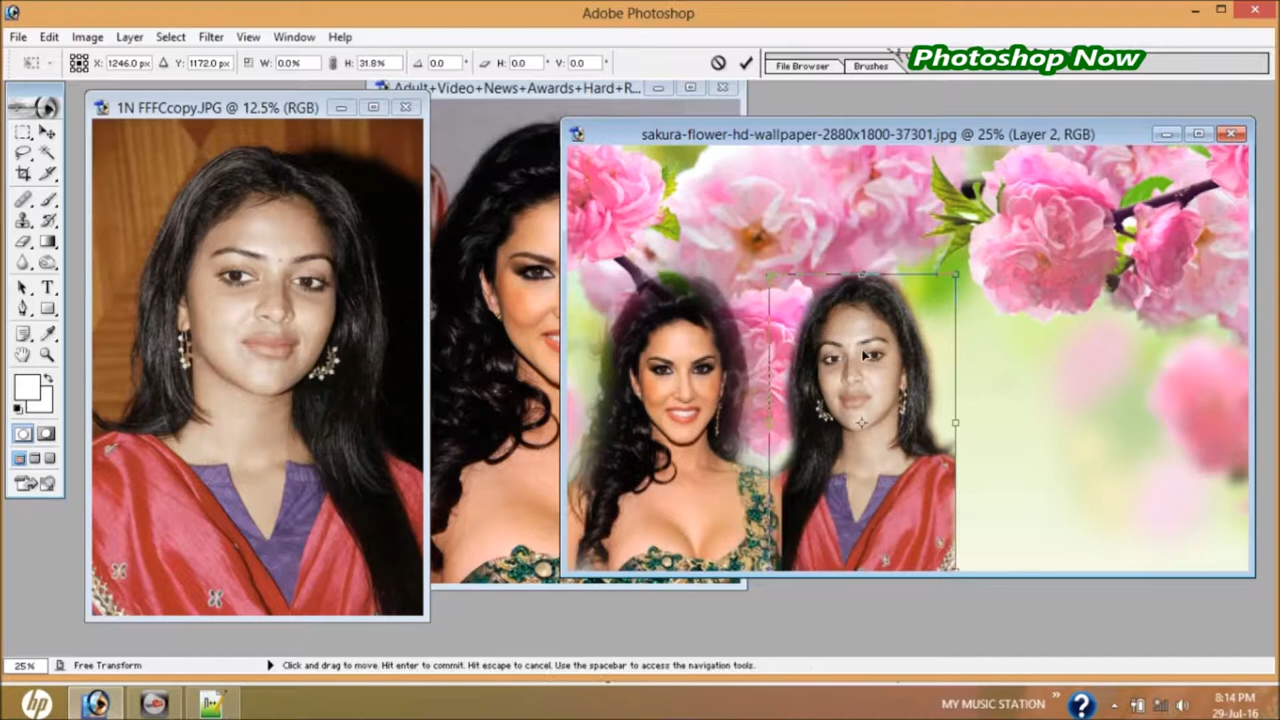 Adobe Photoshop
File Edit Image Layer Select Filter View Window Help
X: 1246.0 px Y: 1172.0 px W: 0.0% H: 31.8% 0.0 ° H: 0.0 V: 0.0 °
File Browser Brushes
Photoshop Now
1N FFFCcopy.JPG @ 12.5% (RGB)
Adult+Video+News+Awards+Hard+R...
sakura-flower-hd-wallpaper-2880x1800-37301.jpg @ 25% (Layer 2, RGB)
25% Free Transform Click and drag to move. Hit enter to commit. Hit escape to cancel. Use the spacebar to access the navigation tools.
hp MY MUSIC STATION 8:14 PM
29-Jul-16